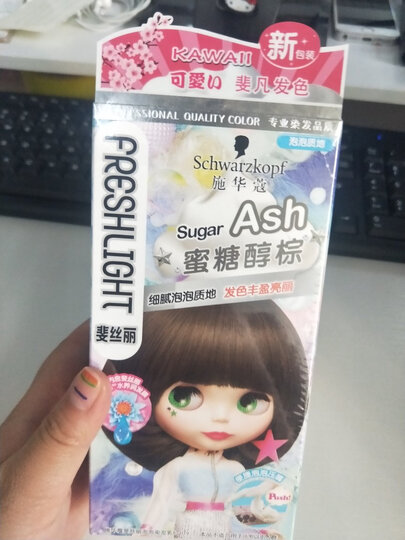 KAWAII
新包装
可愛い 斐凡发色
PROFESSIONAL QUALITY COLOR 专业染发品质
泡泡质地
FRESHLIGHT
斐丝丽
Schwarzkopf
施华蔻
Sugar Ash
蜜糖醇棕
细腻泡泡质地 发色丰盈亮丽
Push!